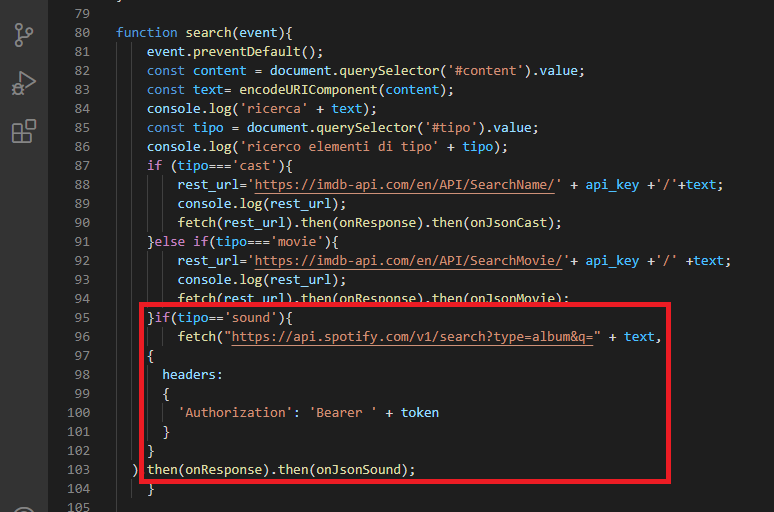 79
80 function search(event){
81 event.preventDefault();
82 const content = document.querySelector('#content').value;
83 const text= encodeURIComponent(content);
84 console.log('ricerca' + text);
85 const tipo = document.querySelector('#tipo').value;
86 console.log('ricerco elementi di tipo' + tipo);
87 if (tipo==='cast'){
88 rest_url='https://imdb-api.com/en/API/SearchName/' + api_key +'/'+text;
89 console.log(rest_url);
90 fetch(rest_url).then(onResponse).then(onJsonCast);
91 }else if(tipo==='movie'){
92 rest_url='https://imdb-api.com/en/API/SearchMovie/'+ api_key +'/' +text;
93 console.log(rest_url);
94 fetch(rest_url).then(onResponse).then(onJsonMovie);
95 }if(tipo=='sound'){
96 fetch("https://api.spotify.com/v1/search?type=album&q=" + text,
97 {
98 headers:
99 {
100 'Authorization': 'Bearer ' + token
101 }
102 }
103 ).then(onResponse).then(onJsonSound);
104 }
105